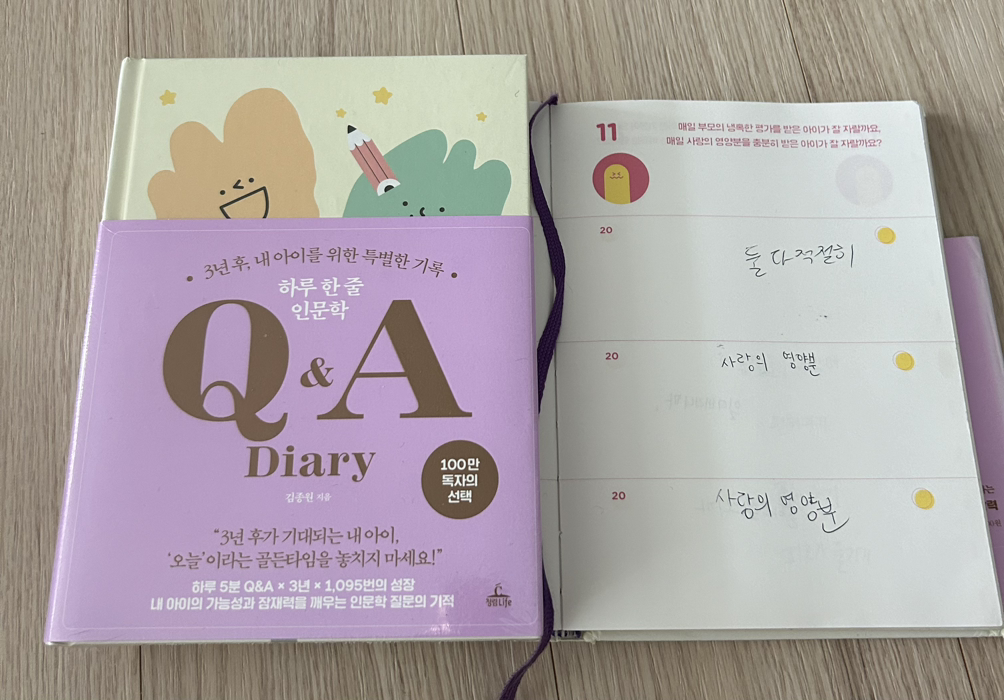 3년 후, 내 아이를 위한 특별한 기록
하루 한 줄
인문학
Q & A
Diary
100만
독자의
선택
김종원 지음
“3년 후가 기대되는 내 아이,
‘오늘’이라는 골든타임을 놓치지 마세요!”
하루 5분 Q&A × 3년 × 1,095번의 성장
내 아이의 가능성과 잠재력을 깨우는 인문학 질문의 기적
청림Life
11
매일 부모의 냉혹한 평가를 받은 아이가 잘 자랄까요,
매일 사랑의 영양분을 충분히 받은 아이가 잘 자랄까요?
20
둘 다 적절히
20
사랑의 영양분
20
사람의 영양분